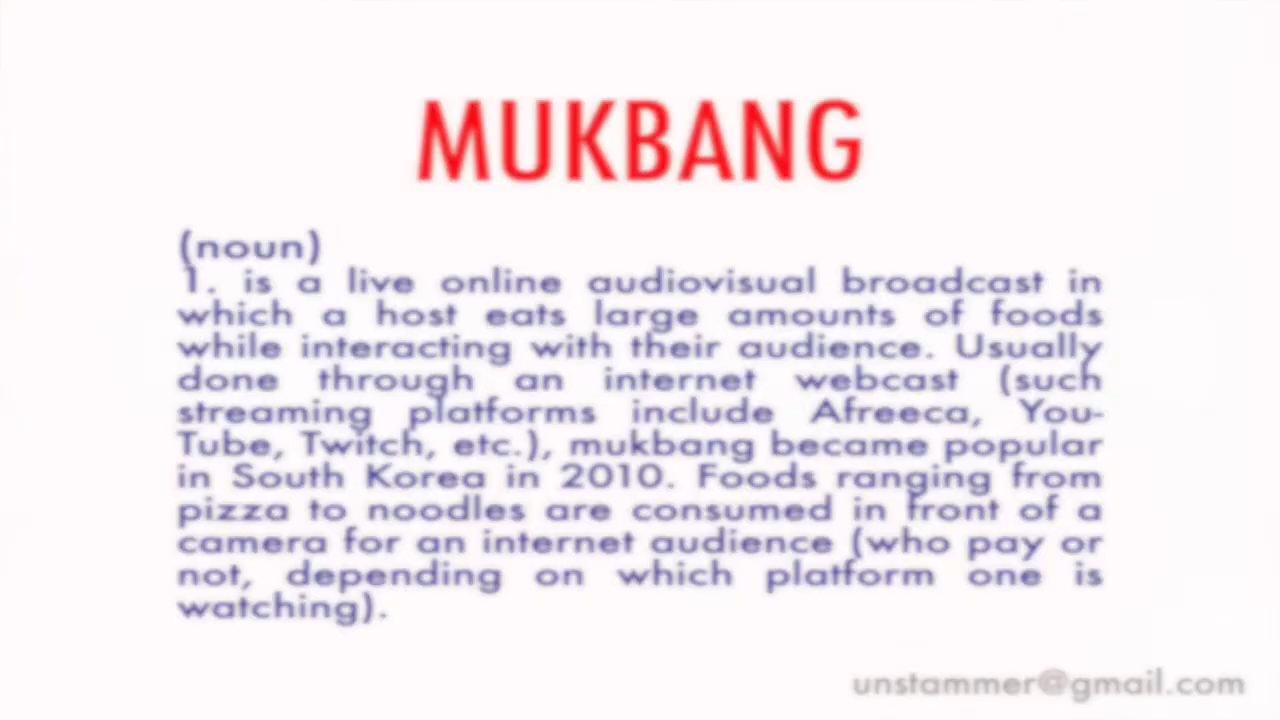 MUKBANG
(noun)
1. is a live online audiovisual broadcast in
which a host eats large amounts of foods
while interacting with their audience. Usually
done through an internet webcast (such
streaming platforms include Afreeca, You-
Tube, Twitch, etc.), mukbang became popular
in South Korea in 2010. Foods ranging from
pizza to noodles are consumed in front of a
camera for an internet audience (who pay or
not, depending on which platform one is
watching).
unstammer@gmail.com